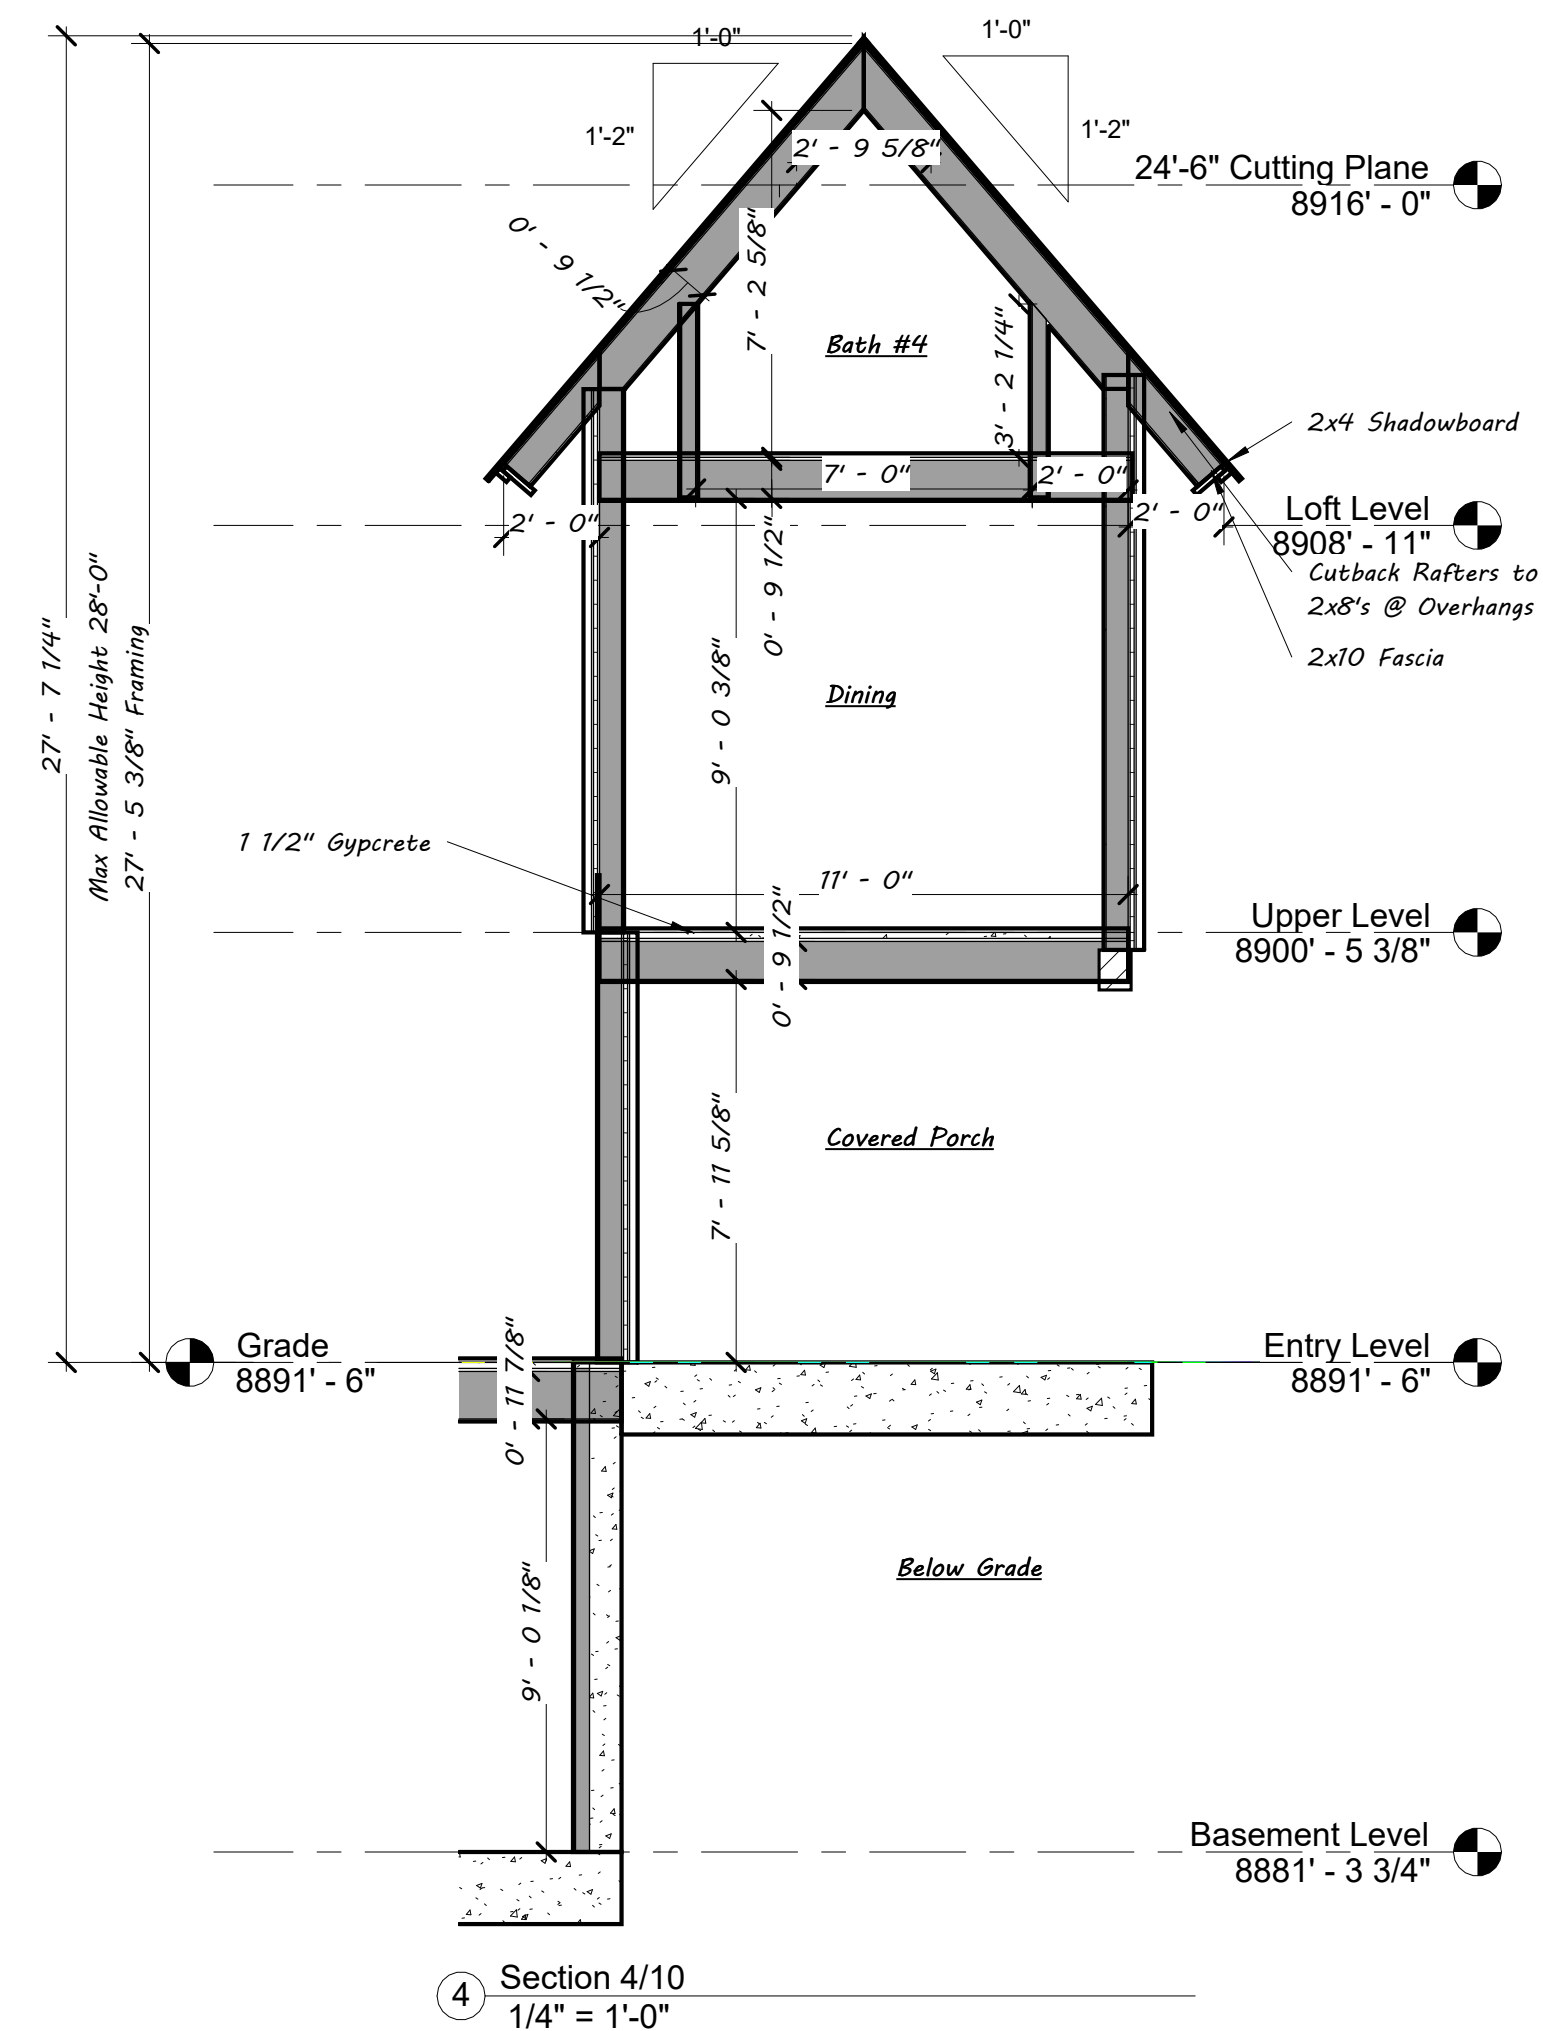 1'-0"
1'-0"
1'-2"
1'-2"
2' - 9 5/8"
24'-6" Cutting Plane
8916' - 0"
0' - 9 1/2"
7' - 2 5/8"
Bath #4
3' - 2 1/4"
2x4 Shadowboard
7' - 0"
2' - 0"
2' - 0"
2' - 0"
Loft Level
8908' - 11"
Cutback Rafters to
2x8's @ Overhangs
2x10 Fascia
0' - 9 1/2"
27' - 7 1/4"
Max Allowable Height 28'-0"
27' - 5 3/8" Framing
9' - 0 3/8"
Dining
1 1/2" Gypcrete
11' - 0"
0' - 9 1/2"
Upper Level
8900' - 5 3/8"
Covered Porch
7' - 11 5/8"
Grade
8891' - 6"
0' - 11 7/8"
Entry Level
8891' - 6"
Below Grade
9' - 0 1/8"
Basement Level
8881' - 3 3/4"
4
Section 4/10
1/4" = 1'-0"